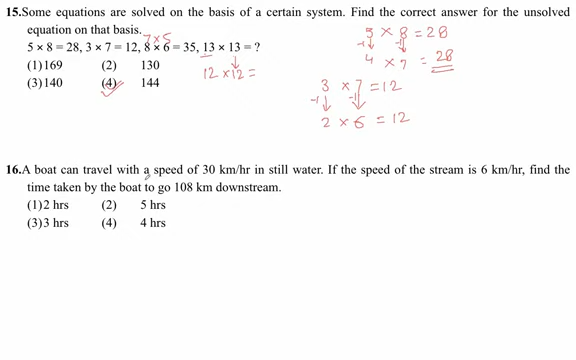 15.Some equations are solved on the basis of a certain system. Find the correct answer for the unsolved
equation on that basis.
7 × 5
5 × 8 = 28, 3 × 7 = 12, 8 × 6 = 35, 13 × 13 = ?
(1)169 (2) 130
(3)140 (4) 144
12 × 12 =
5 × 8 = 28
-1 -1
4 × 7 = 28
3 × 7 = 12
-1 -1
2 × 6 = 12
16.A boat can travel with a speed of 30 km/hr in still water. If the speed of the stream is 6 km/hr, find the
time taken by the boat to go 108 km downstream.
(1)2 hrs (2) 5 hrs
(3)3 hrs (4) 4 hrs